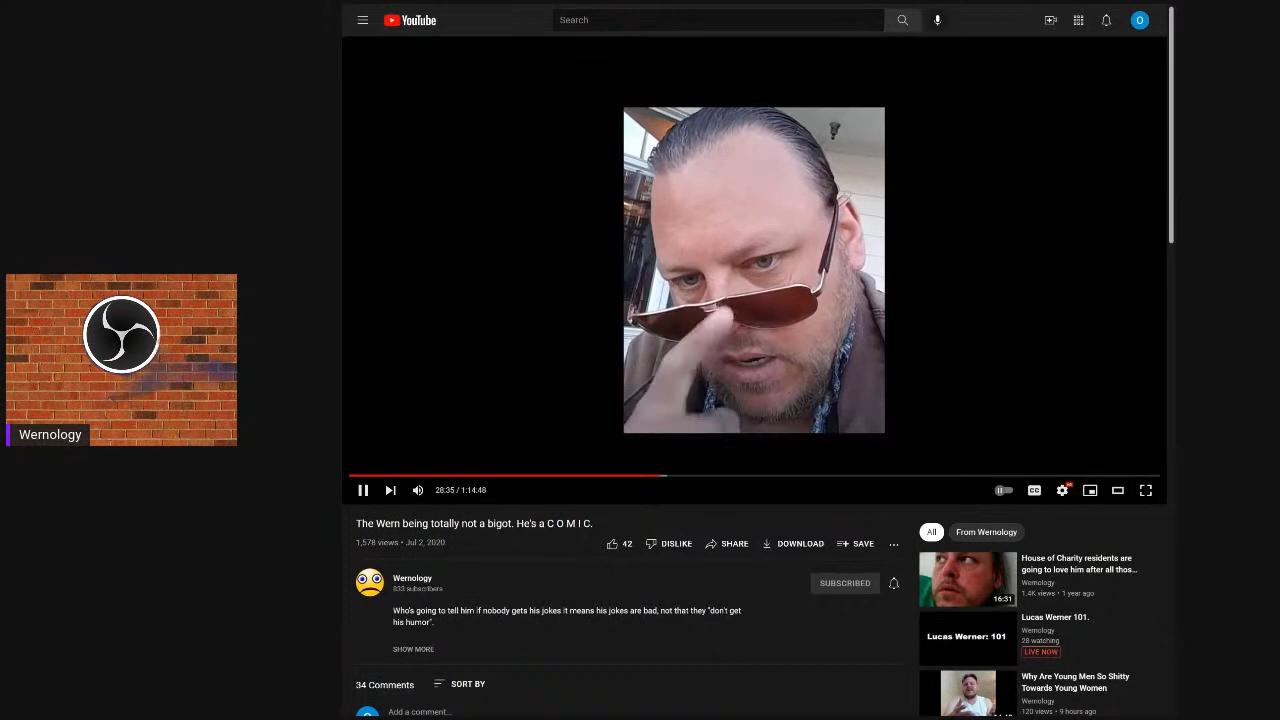 YouTube
Search
O
28:35 / 1:14:48
CC
The Wern being totally not a bigot. He's a C O M I C.
1,578 views • Jul 2, 2020
42
DISLIKE
SHARE
DOWNLOAD
SAVE
Wernology
833 subscribers
SUBSCRIBED
Who's going to tell him if nobody gets his jokes it means his jokes are bad, not that they "don't get
his humor".
SHOW MORE
34 Comments
SORT BY
Add a comment...
All
From Wernology
House of Charity residents are
going to love him after all thos...
Wernology
1.4K views • 1 year ago
16:31
Lucas Werner: 101
Lucas Werner 101.
Wernology
28 watching
LIVE NOW
Why Are Young Men So Shitty
Towards Young Women
Wernology
120 views • 9 hours ago
Wernology